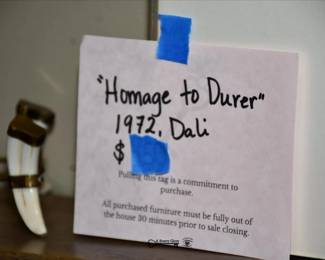 "Homage to Durer"
1972, Dali
$
Pulling this tag is a commitment to
purchase.
All purchased furniture must be fully out of
the house 30 minutes prior to sale closing.